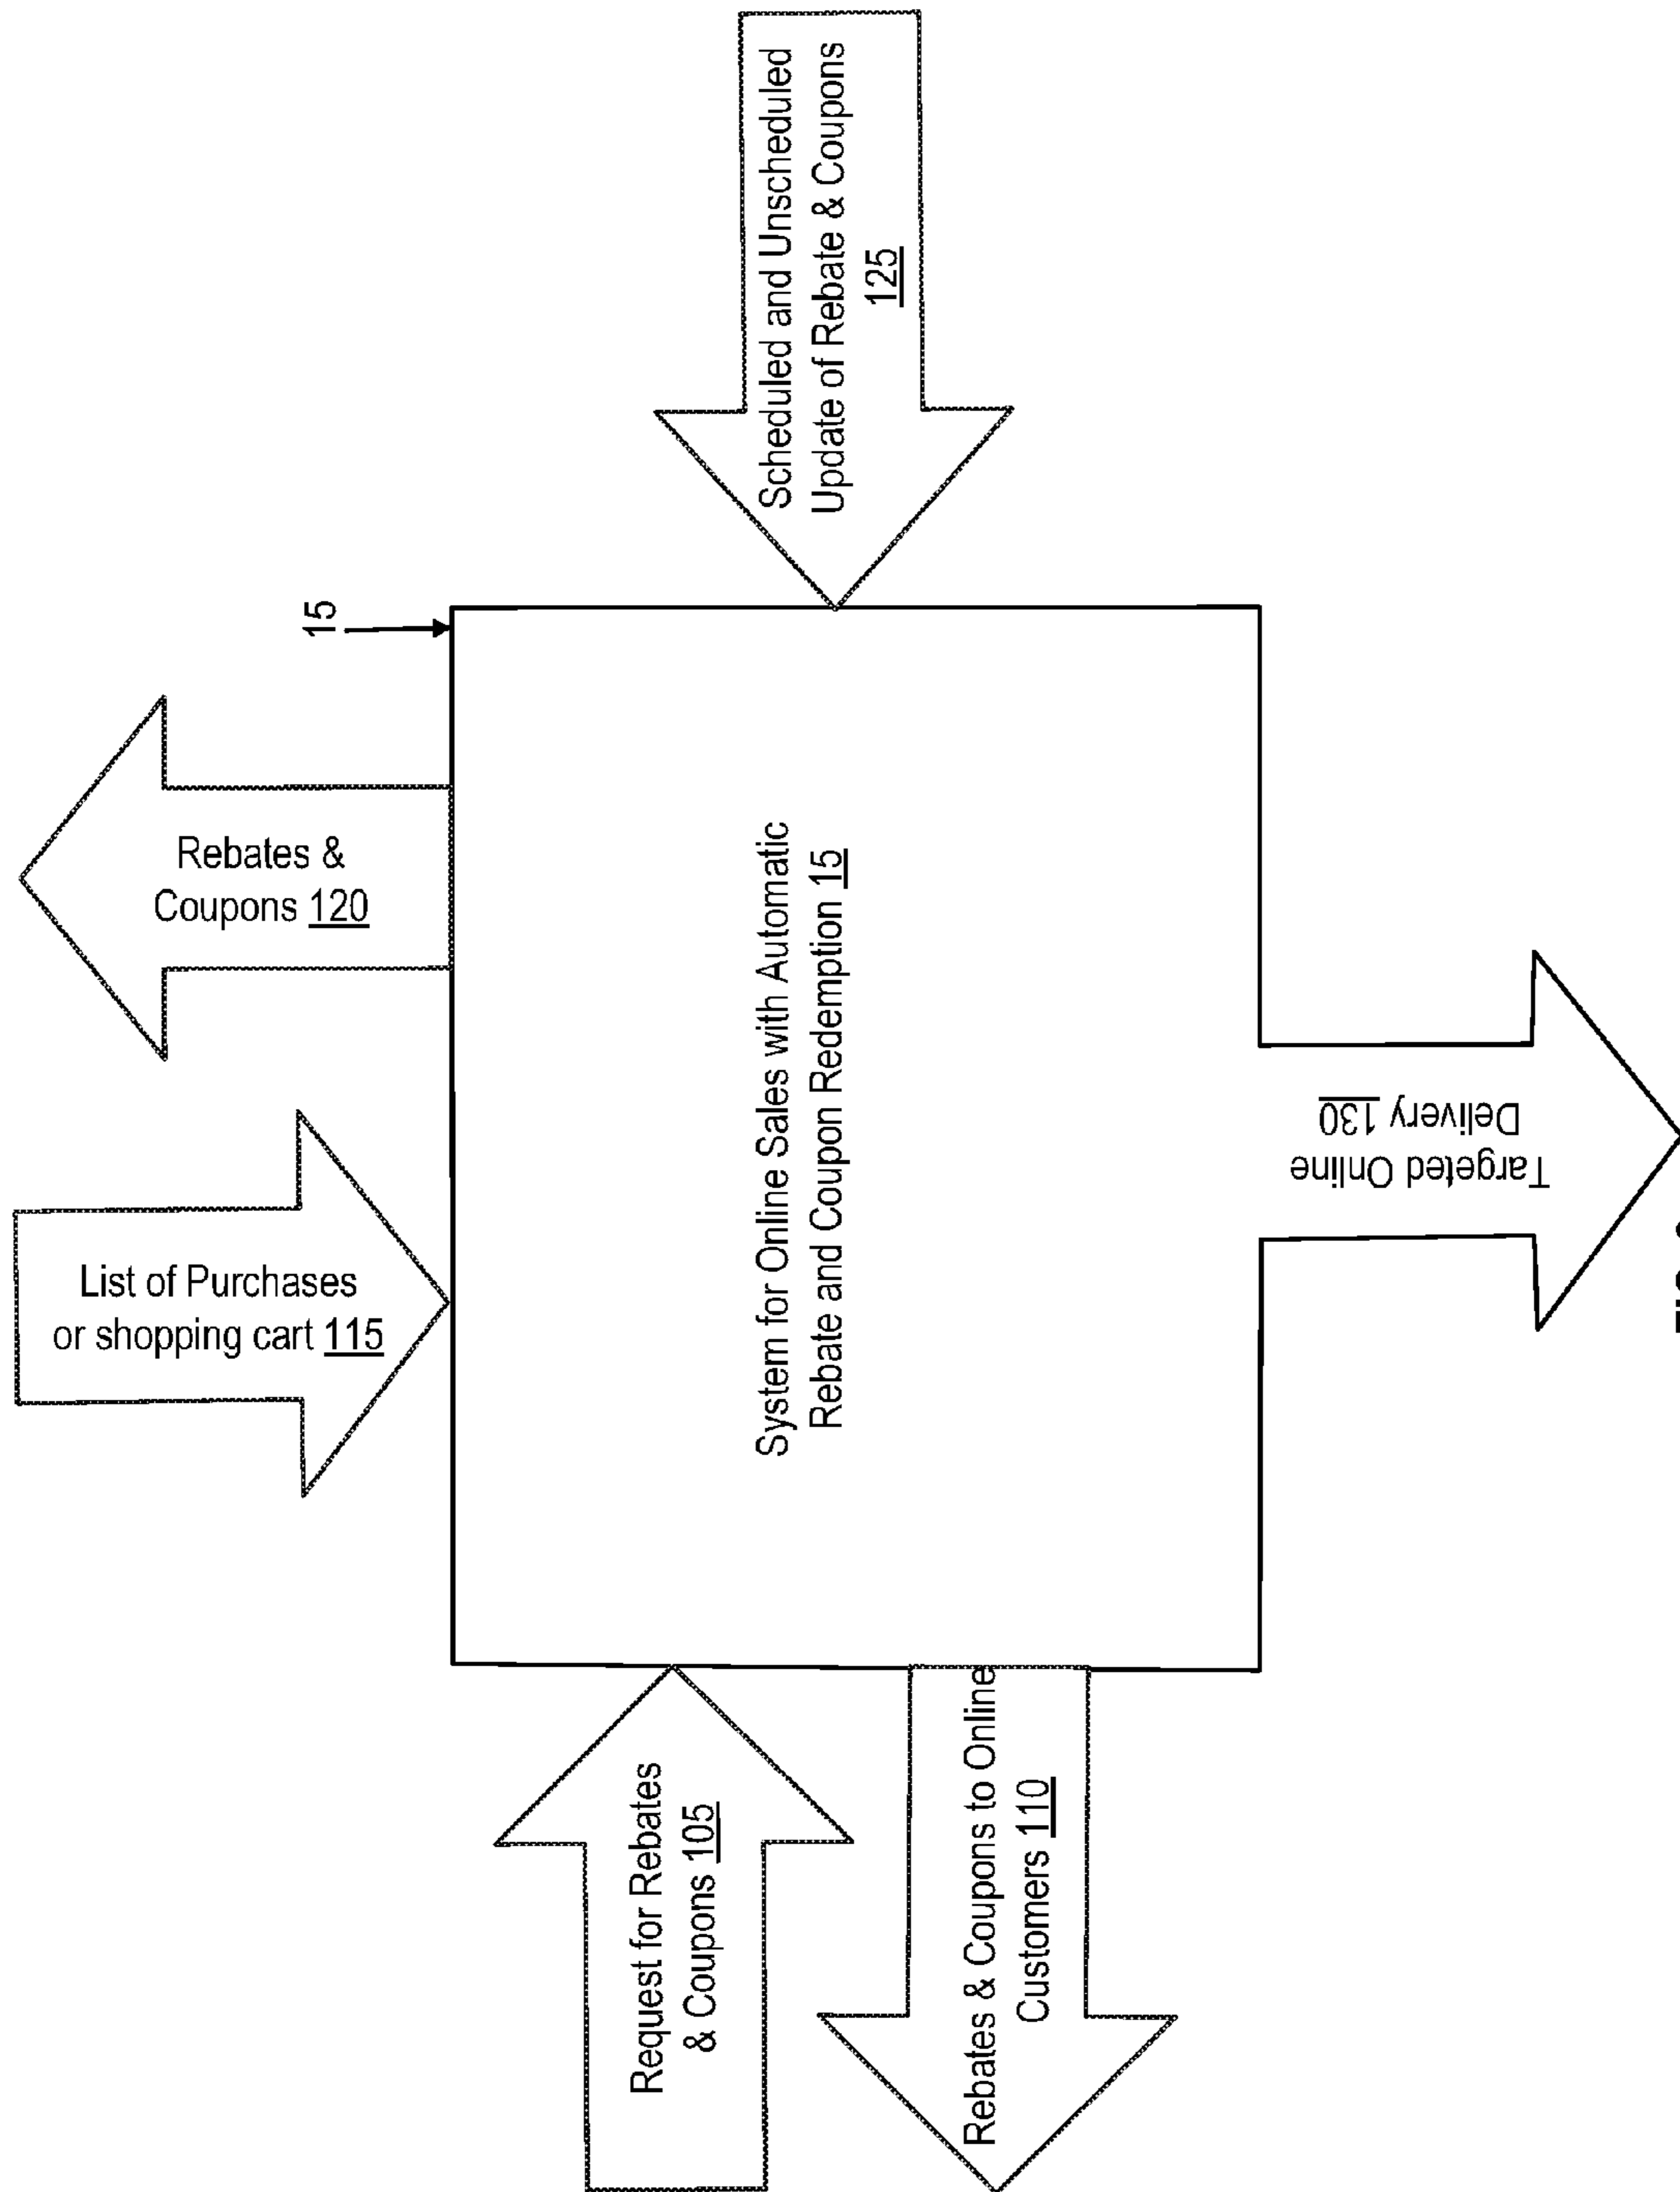 15
List of Purchases
or shopping cart 115
Rebates &
Coupons 120
Request for Rebates
& Coupons 105
Rebates & Coupons to Online
Customers 110
System for Online Sales with Automatic
Rebate and Coupon Redemption 15
Scheduled and Unscheduled
Update of Rebate & Coupons
125
Targeted Online
Delivery 130
FIG.